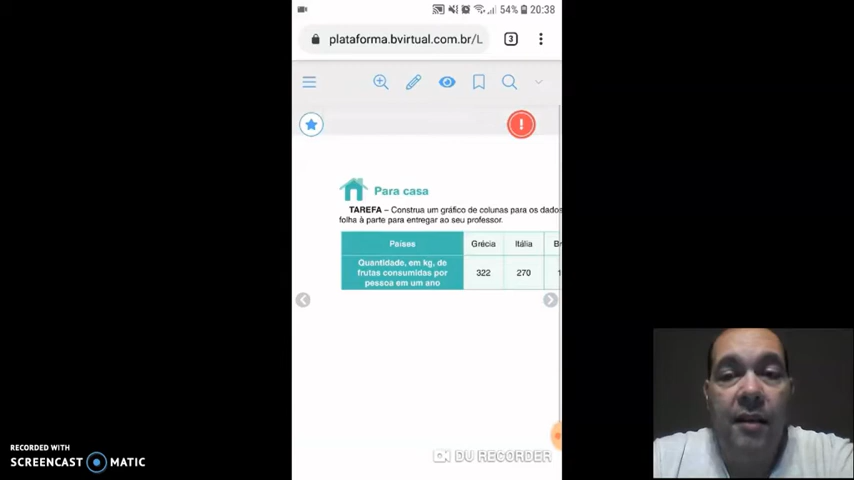 54% 20:38
plataforma.bvirtual.com.br/L
3
Para casa
TAREFA – Construa um gráfico de colunas para os dados
folha à parte para entregar ao seu professor.
Países Grécia Itália Br
Quantidade, em kg, de
frutas consumidas por
pessoa em um ano
322 270 1
DU RECORDER
RECORDED WITH
SCREENCAST MATIC